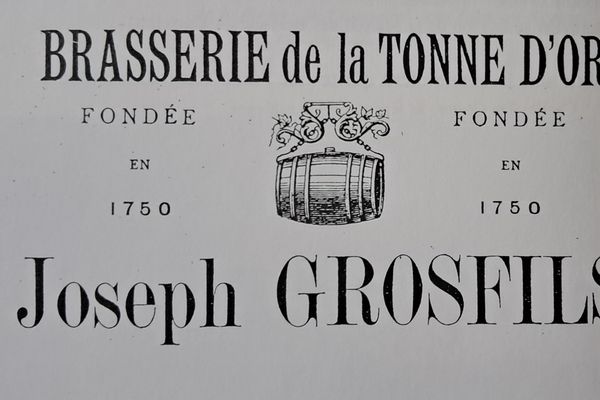 BRASSERIE de la TONNE D'OR
FONDÉE FONDÉE
EN EN
1750 1750
Joseph GROSFILS